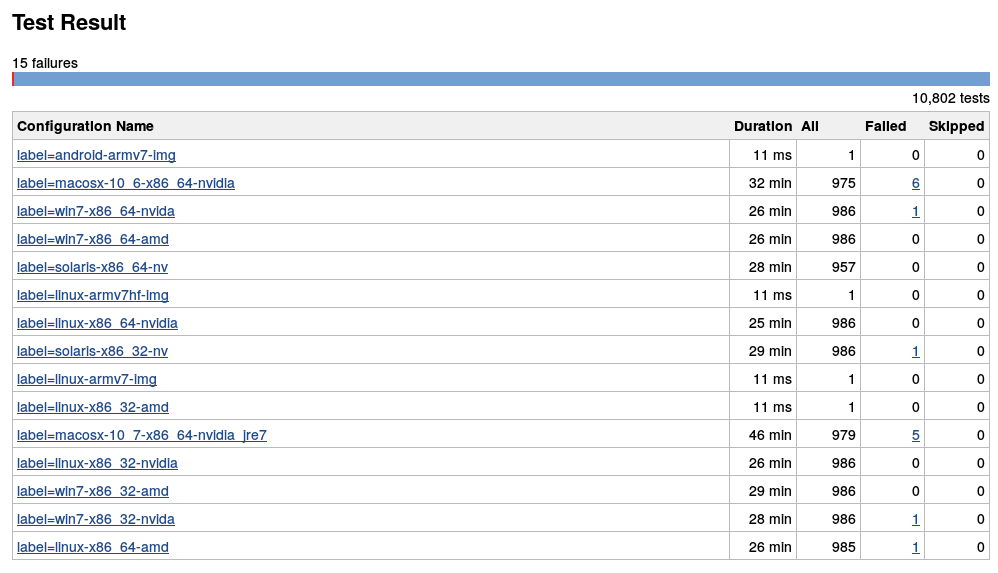 Test Result
15 failures
10,802 tests
Configuration Name Duration All Failed Skipped
label=android-armv7-img 11 ms 1 0 0
label=macosx-10_6-x86_64-nvidia 32 min 975 6 0
label=win7-x86_64-nvida 26 min 986 1 0
label=win7-x86_64-amd 26 min 986 0 0
label=solaris-x86_64-nv 28 min 957 0 0
label=linux-armv7hf-img 11 ms 1 0 0
label=linux-x86_64-nvidia 25 min 986 0 0
label=solaris-x86_32-nv 29 min 986 1 0
label=linux-armv7-img 11 ms 1 0 0
label=linux-x86_32-amd 11 ms 1 0 0
label=macosx-10_7-x86_64-nvidia_jre7 46 min 979 5 0
label=linux-x86_32-nvidia 26 min 986 0 0
label=win7-x86_32-amd 29 min 986 0 0
label=win7-x86_32-nvida 28 min 986 1 0
label=linux-x86_64-amd 26 min 985 1 0